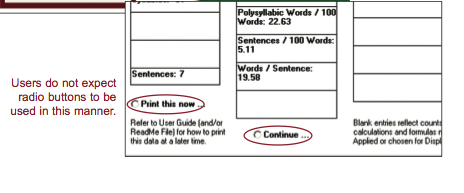 Polysyllabic Words / 100
Words: 22.63
Sentences / 100 Words:
5.11
Words / Sentence:
19.58
Sentences: 7
Users do not expect
radio buttons to be
used in this manner.
Print this now ...
Refer to User Guide (and/or
ReadMe File) for how to print
this data at a later time.
Continue ...
Blank entries reflect counts
calculations and formulas r
Applied or chosen for Displ